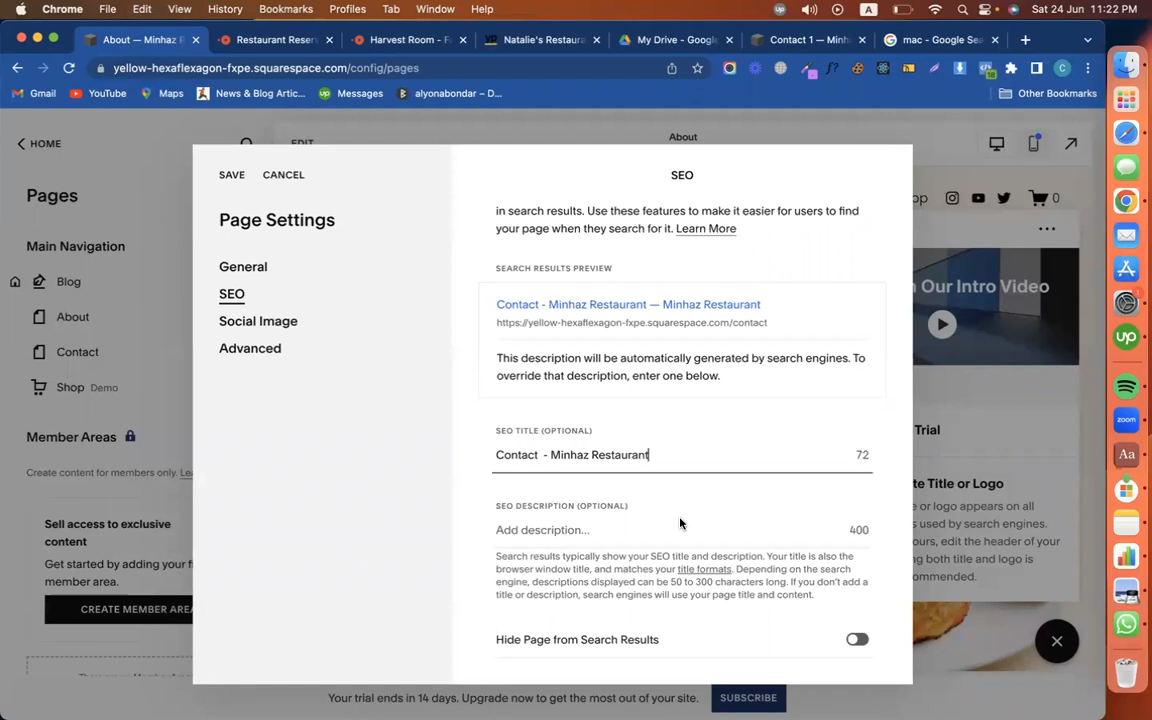 Chrome File Edit View History Bookmarks Profiles Tab Window Help A Sat 24 Jun 11:22 PM
About — Minhaz R Restaurant Reser Harvest Room - F Natalie's Restaur My Drive - Google Contact 1 — Minh mac - Google Sea
yellow-hexaflexagon-fxpe.squarespace.com/config/pages
Gmail YouTube Maps News & Blog Artic... Messages alyonabondar – D... Other Bookmarks
HOME
EDIT
About
Pages
Main Navigation
Blog
About
Contact
Shop Demo
Member Areas
Create content for members only.
Sell access to exclusive
content
Get started by adding your fi
member area.
CREATE MEMBER AREA
SAVE CANCEL
Page Settings
General
SEO
Social Image
Advanced
SEO
in search results. Use these features to make it easier for users to find
your page when they search for it. Learn More
SEARCH RESULTS PREVIEW
Contact - Minhaz Restaurant — Minhaz Restaurant
https://yellow-hexaflexagon-fxpe.squarespace.com/contact
This description will be automatically generated by search engines. To
override that description, enter one below.
SEO TITLE (OPTIONAL)
Contact  - Minhaz Restaurant 72
SEO DESCRIPTION (OPTIONAL)
Add description... 400
Search results typically show your SEO title and description. Your title is also the
browser window title, and matches your title formats. Depending on the search
engine, descriptions displayed can be 50 to 300 characters long. If you don't add a
title or description, search engines will use your page title and content.
Hide Page from Search Results
op 0
n Our Intro Video
Trial
te Title or Logo
e or logo appears on all
used by search engines.
ours, edit the header of
ng both title and logo is
ommended.
Your trial ends in 14 days. Upgrade now to get the most out of your site. SUBSCRIBE
up
zoom
Aa